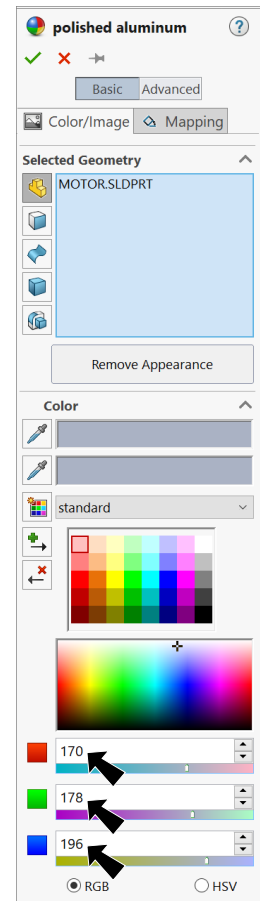 polished aluminum ?
Basic Advanced
Color/Image Mapping
Selected Geometry
MOTOR.SLDPRT
Remove Appearance
Color
standard
170
178
196
RGB HSV